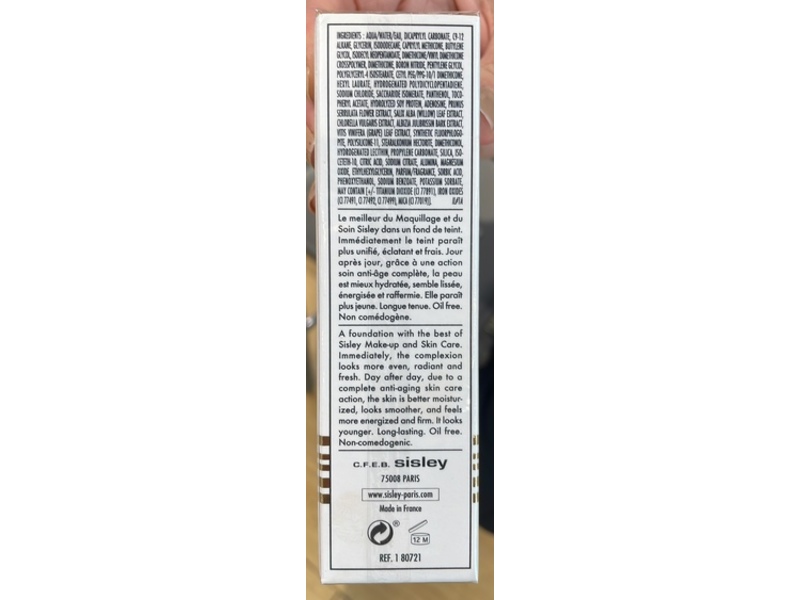 INGREDIENTS : AQUA/WATER/EAU, DICAPRYLYL CARBONATE, C9-12
ALKANE, GLYCERIN, ISODODECANE, CAPRYLYL METHICONE, BUTYLENE
GLYCOL, ISODECYL NEOPENTANOATE, DIMETHICONE/VINYL DIMETHICONE
CROSSPOLYMER, DIMETHICONE, BORON NITRIDE, PENTYLENE GLYCOL,
POLYGLYCERYL-4 ISOSTEARATE, CETYL PEG/PPG-10/1 DIMETHICONE,
HEXYL LAURATE, HYDROGENATED POLYDICYCLOPENTADIENE,
SODIUM CHLORIDE, SACCHARIDE ISOMERATE, PANTHENOL, TOCO-
PHERYL ACETATE, HYDROLYZED SOY PROTEIN, ADENOSINE, PRUNUS
SERRULATA FLOWER EXTRACT, SALIX ALBA (WILLOW) LEAF EXTRACT,
CHLORELLA VULGARIS EXTRACT, ALBIZIA JULIBRISSIN BARK EXTRACT,
VITIS VINIFERA (GRAPE) LEAF EXTRACT, SYNTHETIC FLUORPHLOGO-
PITE, POLYSILICONE-11, STEARALKONIUM HECTORITE, DIMETHICONOL,
HYDROGENATED LECITHIN, PROPYLENE CARBONATE, SILICA, ISO-
CETETH-10, CITRIC ACID, SODIUM CITRATE, ALUMINA, MAGNESIUM
OXIDE, ETHYLHEXYLGLYCERIN, PARFUM/FRAGRANCE, SORBIC ACID,
PHENOXYETHANOL, SODIUM BENZOATE, POTASSIUM SORBATE,
MAY CONTAIN [+/- TITANIUM DIOXIDE (CI 77891), IRON OXIDES
(CI 77491, CI 77492, CI 77499), MICA (CI 77019)].
Le meilleur du Maquillage et du
Soin Sisley dans un fond de teint.
Immédiatement le teint paraît
plus unifié, éclatant et frais. Jour
après jour, grâce à une action
soin anti-âge complète, la peau
est mieux hydratée, semble lissée,
énergisée et raffermie. Elle paraît
plus jeune. Longue tenue. Oil free.
Non comédogène.
A foundation with the best of
Sisley Make-up and Skin Care.
Immediately, the complexion
looks more even, radiant and
fresh. Day after day, due to a
complete anti-aging skin care
action, the skin is better moistur-
ized, looks smoother, and feels
more energized and firm. It looks
younger. Long-lasting. Oil free.
Non-comedogenic.
C.F.E.B. sisley
75008 PARIS
www.sisley-paris.com
Made in France
®
12 M
REF. 1 80721